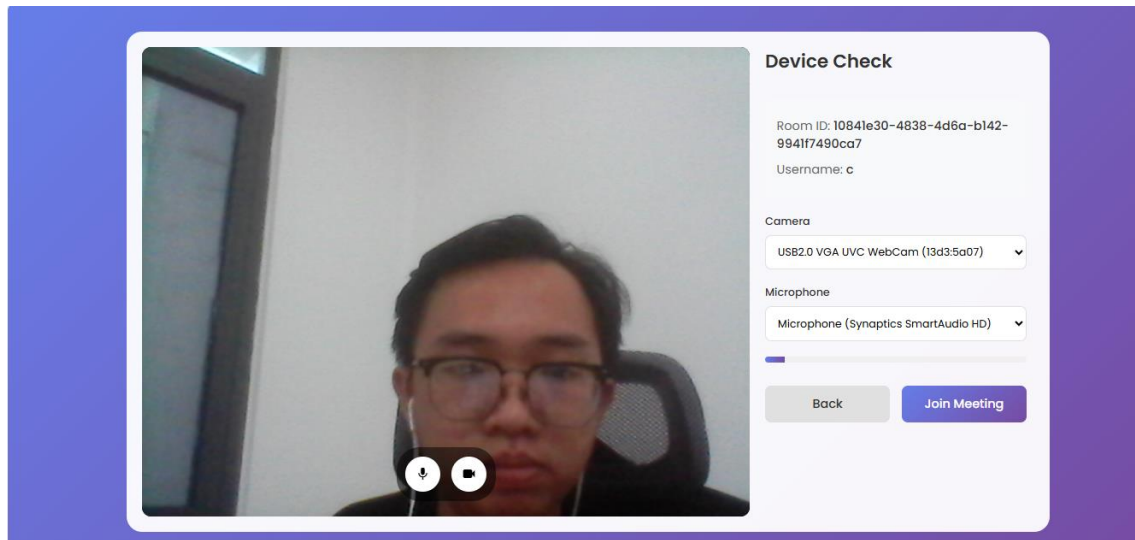 Device Check
Room ID: 10841e30-4838-4d6a-b142-
9941f7490ca7
Username: c
Camera
USB2.0 VGA UVC WebCam (13d3:5a07)
Microphone
Microphone (Synaptics SmartAudio HD)
Back
Join Meeting